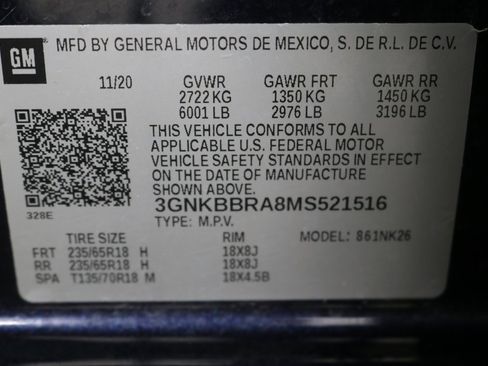 GM MFD BY GENERAL MOTORS DE MEXICO, S. DE R.L. DE C.V.
11/20 GVWR GAWR FRT GAWR RR
2722 KG 1350 KG 1450 KG
6001 LB 2976 LB 3196 LB
THIS VEHICLE CONFORMS TO ALL
APPLICABLE U.S. FEDERAL MOTOR
VEHICLE SAFETY STANDARDS IN EFFECT
ON THE DATE OF MANUFACTURE
SHOWN ABOVE.
328E 3GNKBBRA8MS521516
TYPE: M.P.V.
TIRE SIZE RIM MODEL: 861NK26
FRT 235/65R18 H 18X8J
RR 235/65R18 H 18X8J
SPA T135/70R18 M 18X4.5B